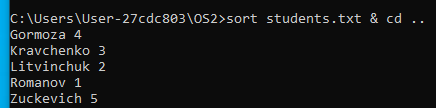 C:\Users\User-27cdc803\OS2>sort students.txt & cd ..
Gormoza 4
Kravchenko 3
Litvinchuk 2
Romanov 1
Zuckevich 5